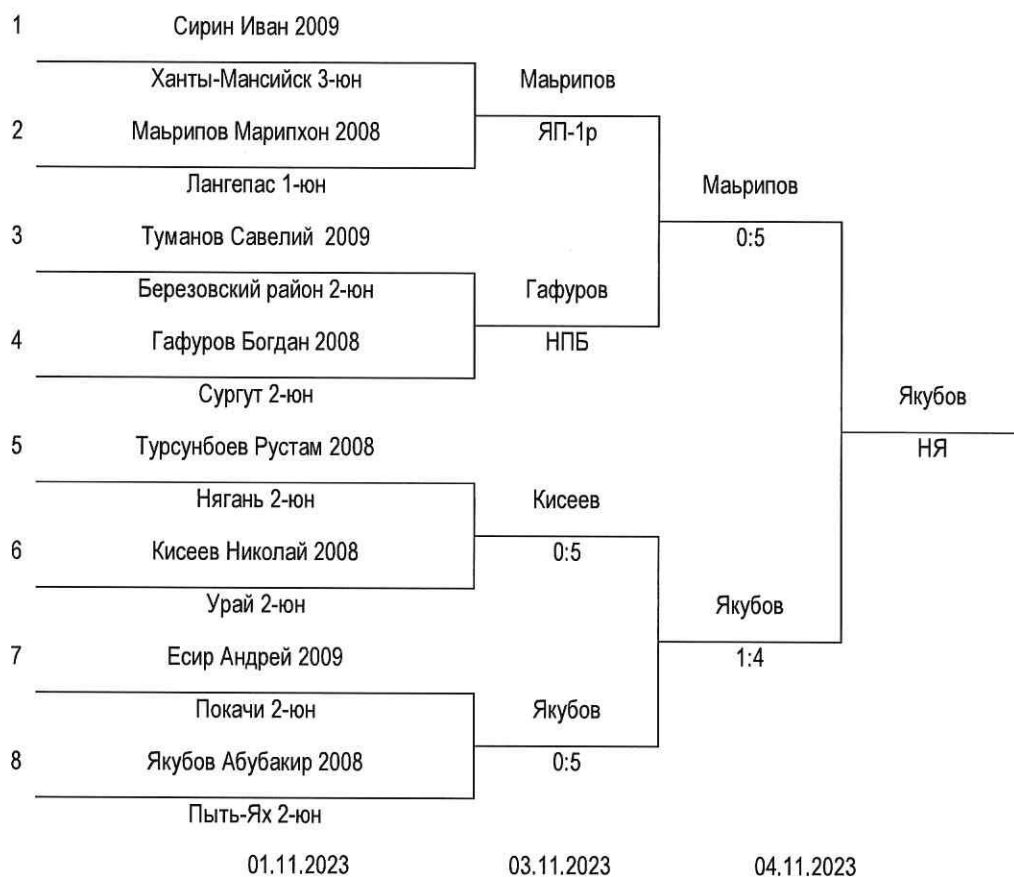 1
Сирин Иван 2009
Ханты-Мансийск 3-юн
Маьрипов
2
Маьрипов Марипхон 2008
ЯП-1р
Лангепас 1-юн
Маьрипов
3
Туманов Савелий 2009
0:5
Березовский район 2-юн
Гафуров
4
Гафуров Богдан 2008
НПБ
Сургут 2-юн
Якубов
5
Турсунбоев Рустам 2008
НЯ
Нягань 2-юн
Кисеев
6
Кисеев Николай 2008
0:5
Урай 2-юн
Якубов
7
Есир Андрей 2009
1:4
Покачи 2-юн
Якубов
8
Якубов Абубакир 2008
0:5
Пыть-Ях 2-юн
01.11.2023
03.11.2023
04.11.2023